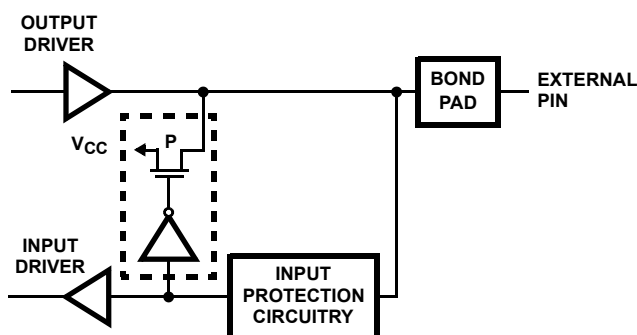 OUTPUT
DRIVER
BOND
PAD
EXTERNAL
PIN
VCC
P
INPUT
DRIVER
INPUT
PROTECTION
CIRCUITRY